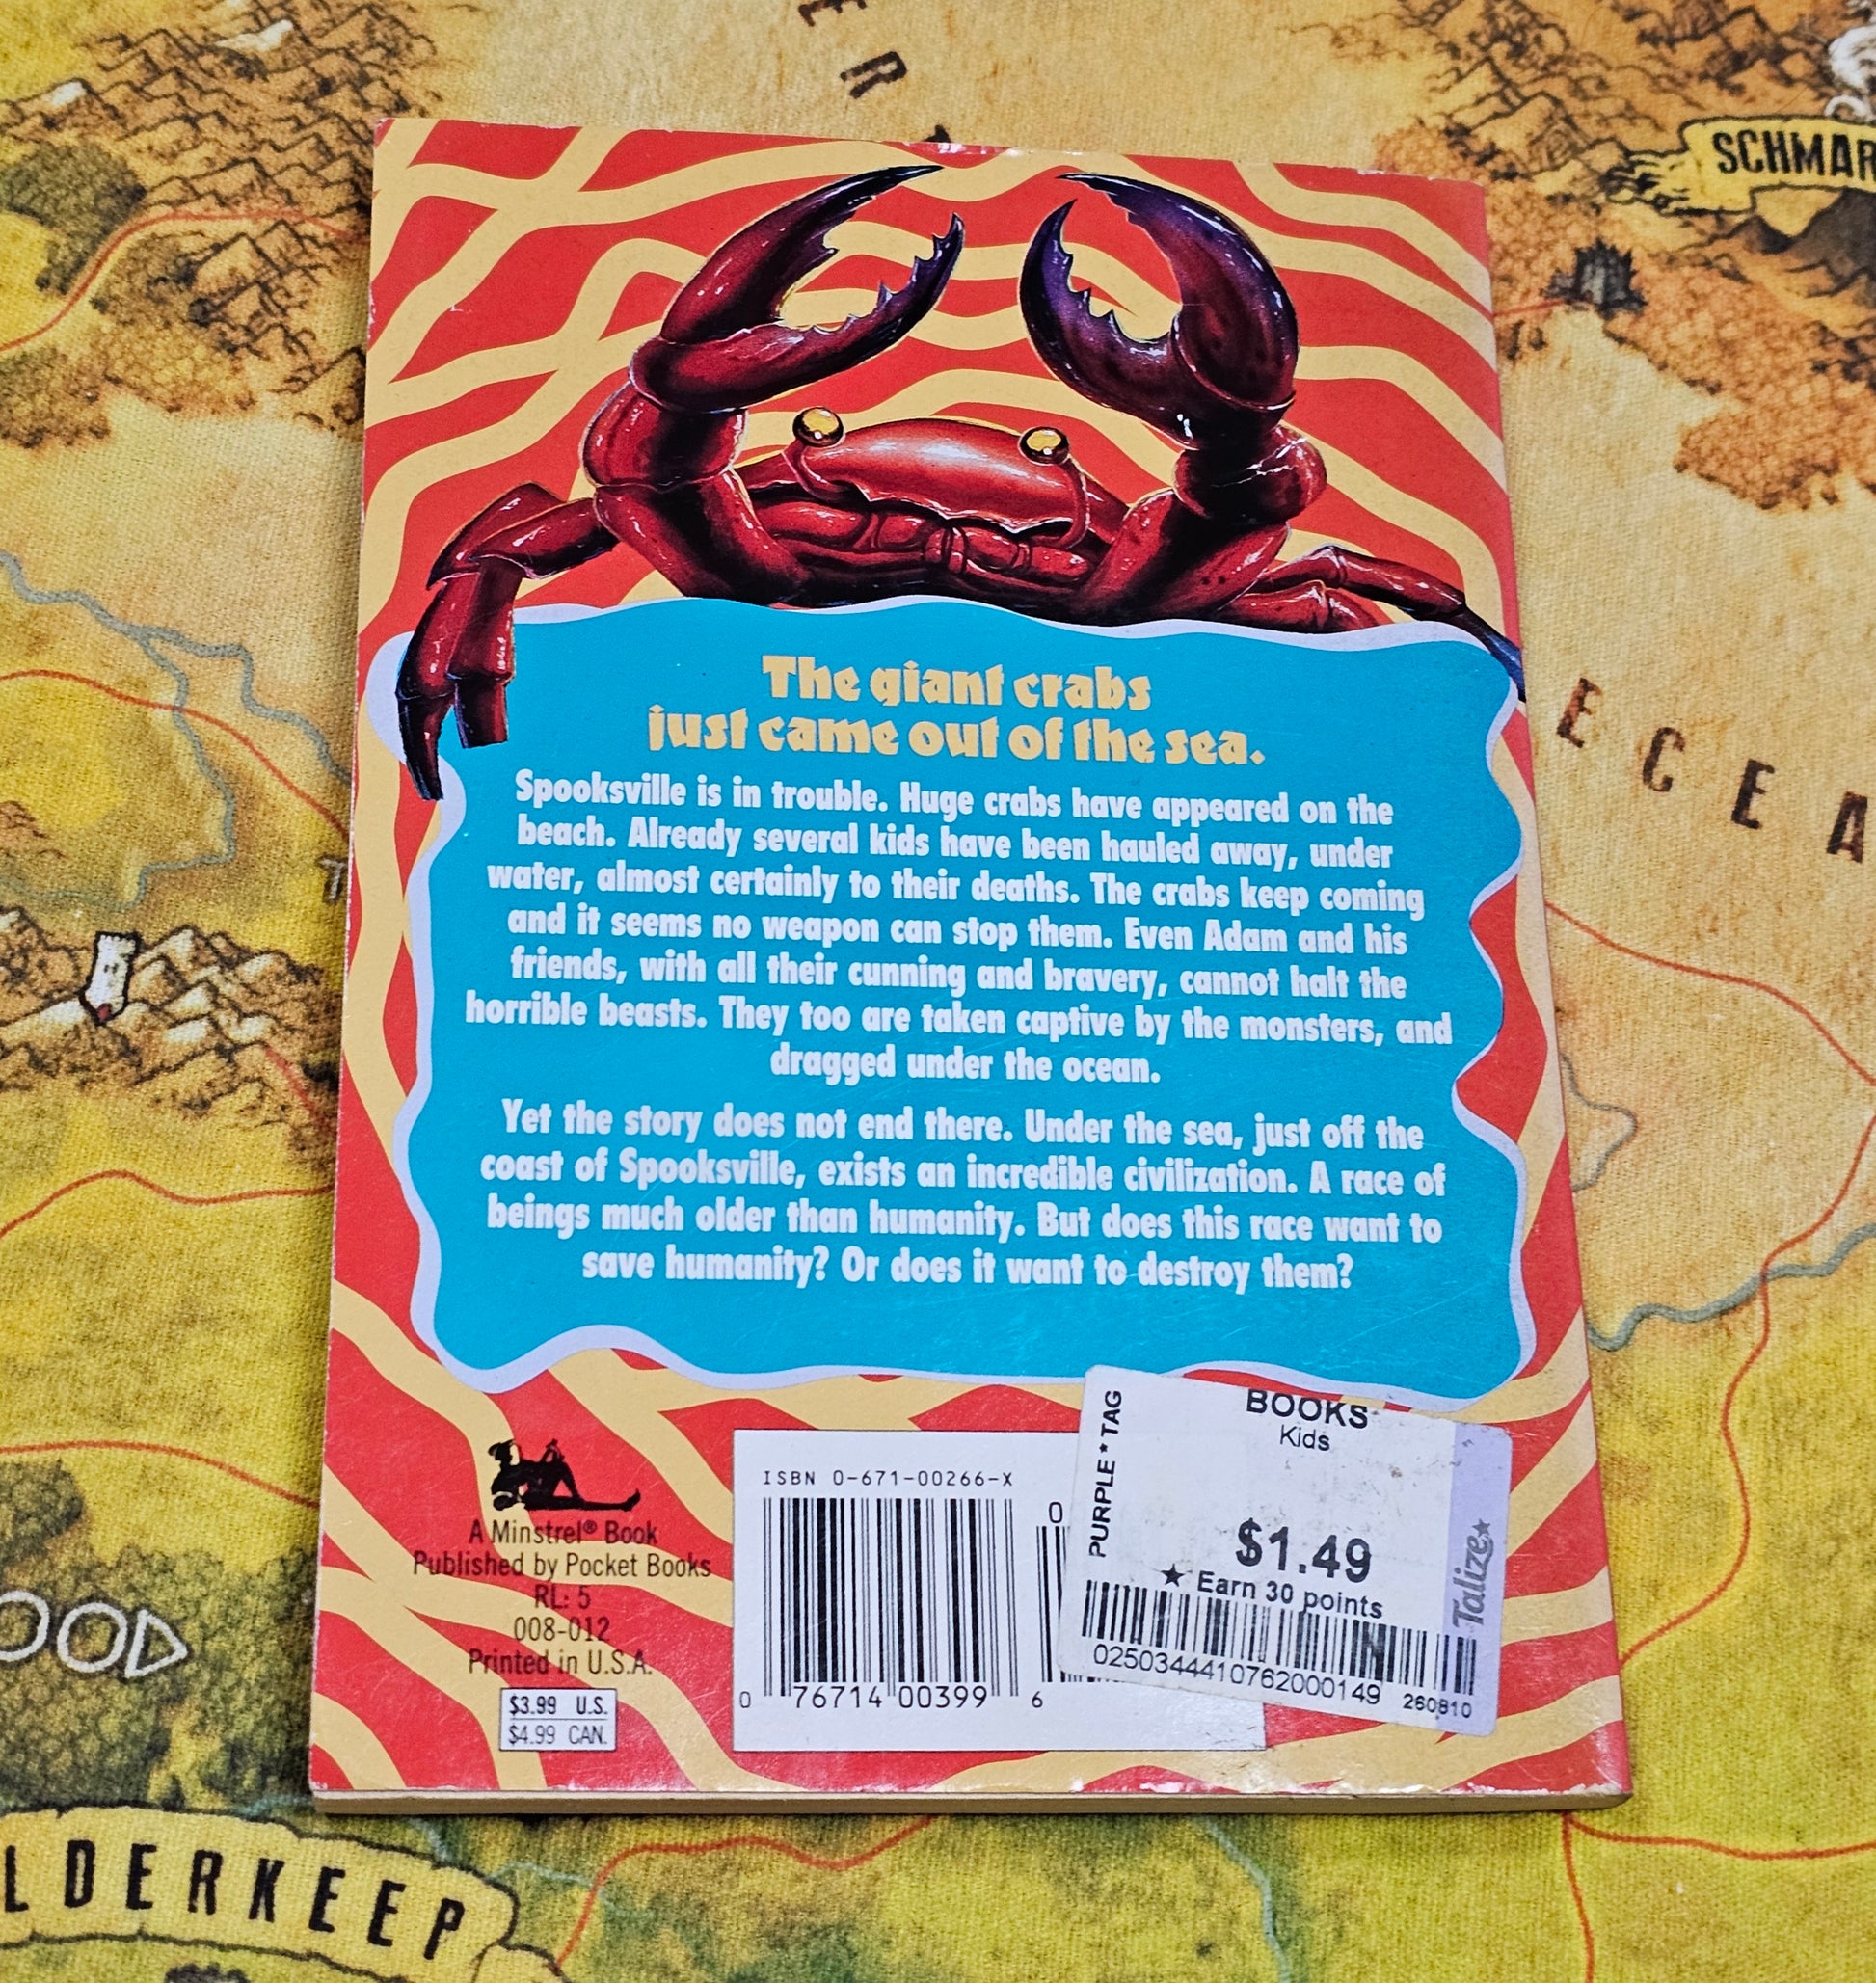 ER
SCHMAR
ECEA
The giant crabs
just came out of the sea.
Spooksville is in trouble. Huge crabs have appeared on the
beach. Already several kids have been hauled away, under
water, almost certainly to their deaths. The crabs keep coming
and it seems no weapon can stop them. Even Adam and his
friends, with all their cunning and bravery, cannot halt the
horrible beasts. They too are taken captive by the monsters, and
dragged under the ocean.
Yet the story does not end there. Under the sea, just off the
coast of Spooksville, exists an incredible civilization. A race of
beings much older than humanity. But does this race want to
save humanity? Or does it want to destroy them?
A Minstrel® Book
Published by Pocket Books
RL: 5
008-012
Printed in U.S.A.
$3.99 U.S.
$4.99 CAN.
ISBN 0-671-00266-X
0
0 76714 00399 6
PURPLE*TAG
BOOKS
Kids
$1.49
★ Earn 30 points
02503444107620001​49 260810
Talize★
OOD
LDERKEEP